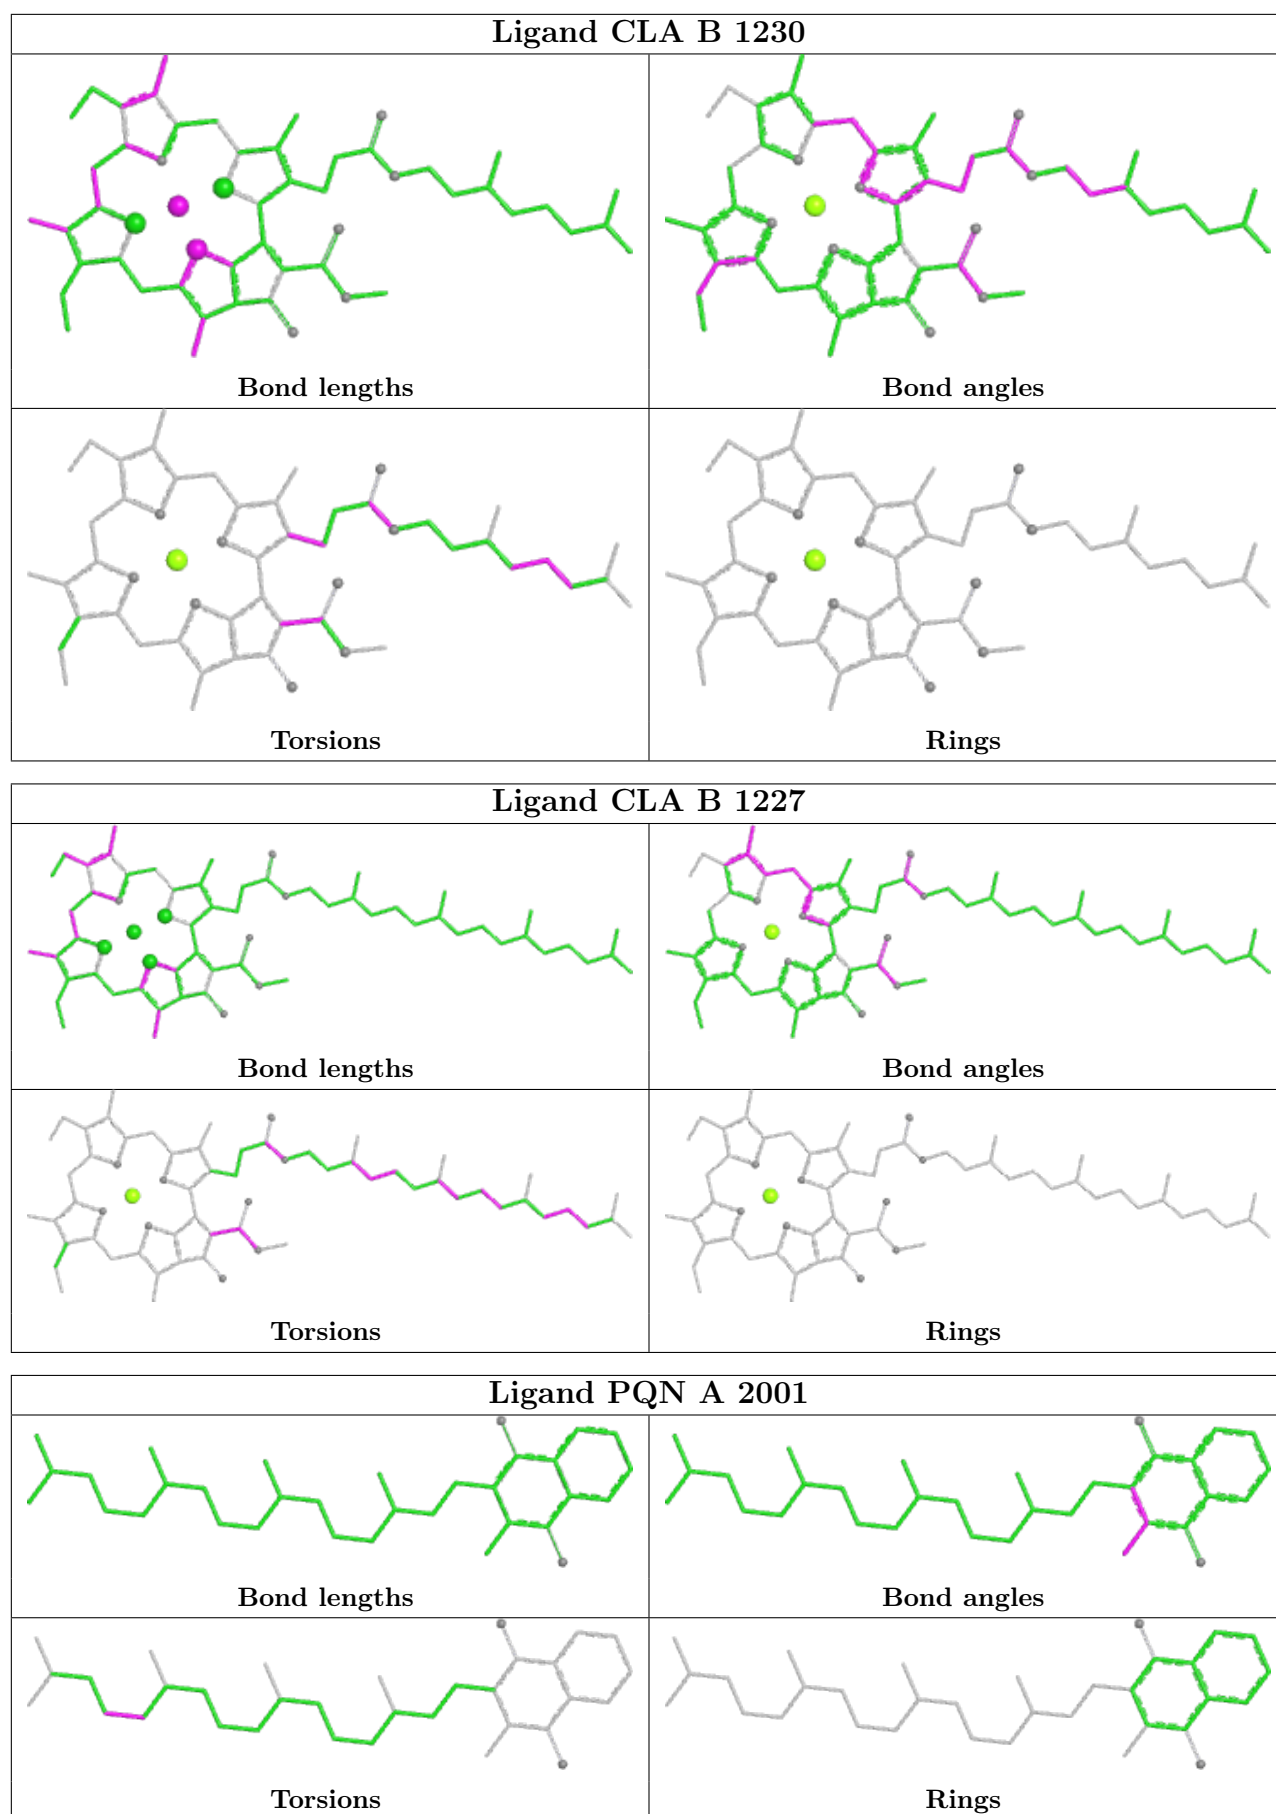 Ligand CLA B 1230
Bond lengths
Bond angles
Torsions
Rings
Ligand CLA B 1227
Bond lengths
Bond angles
Torsions
Rings
Ligand PQN A 2001
Bond lengths
Bond angles
Torsions
Rings